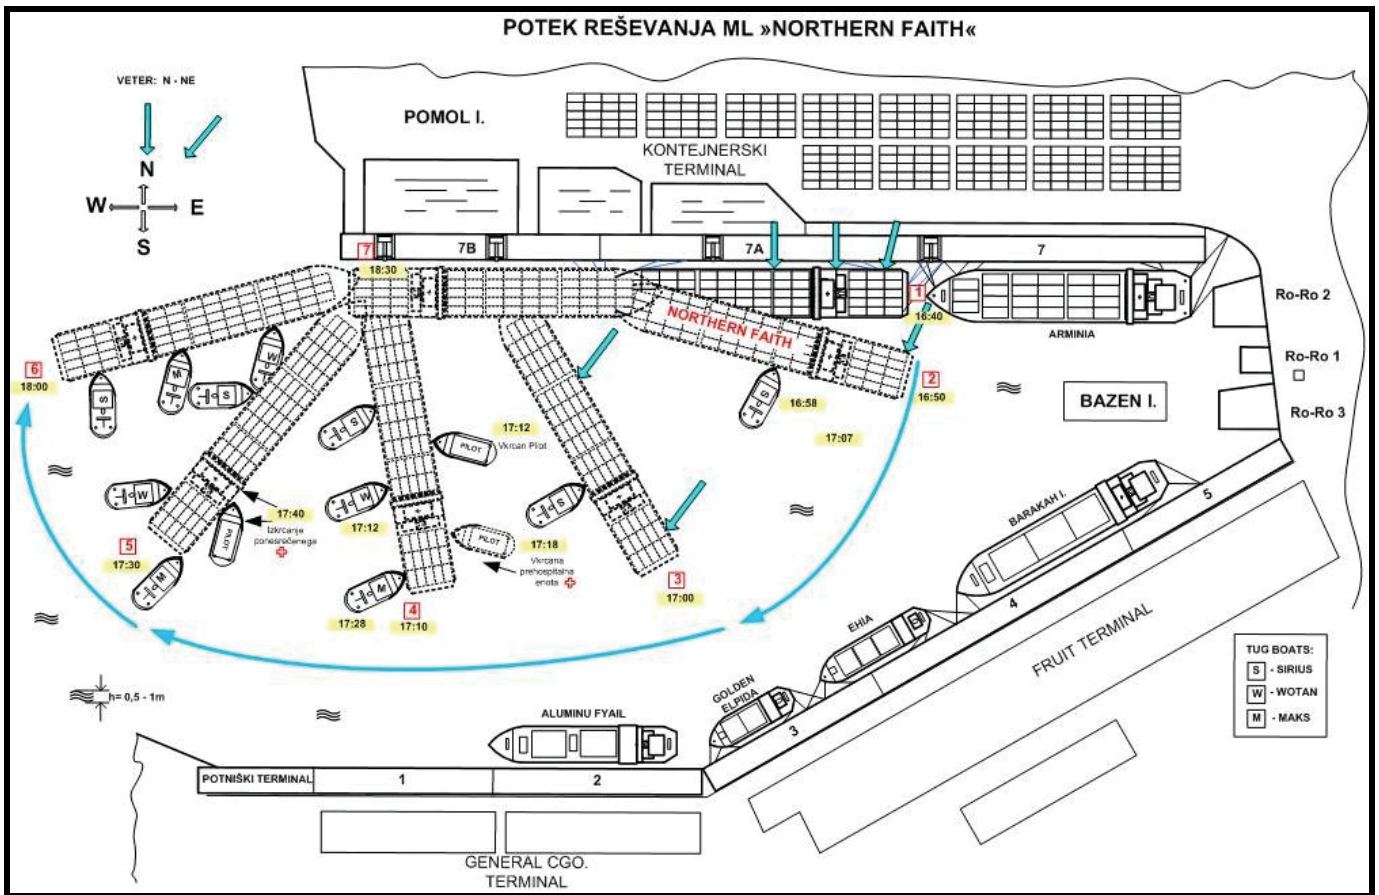 POTEK REŠEVANJA ML »NORTHERN FAITH«
VETER: N - NE
N
W
E
S
POMOL I.
KONTEJNERSKI
TERMINAL
7
18:30
7B
7A
7
1
16:40
ARMINIA
NORTHERN FAITH
Ro-Ro 2
Ro-Ro 1
Ro-Ro 3
BAZEN I.
2
16:50
16:58
S
17:07
6
18:00
S
W
S
W
S
17:12
Vkrcan Pilot
PILOT
W
17:12
17:40
Izkrcanje
ponesrečenega
PILOT
5
17:30
M
S
PILOT
17:18
Vkrcana
prehospitalna
enota
M
17:28
4
17:10
3
17:00
h= 0,5 - 1m
BARAKAH I.
5
4
EHIA
GOLDEN
ELPIDA
3
FRUIT TERMINAL
TUG BOATS:
S - SIRIUS
W - WOTAN
M - MAKS
ALUMINU FYAIL
POTNIŠKI TERMINAL
1
2
GENERAL CGO.
TERMINAL